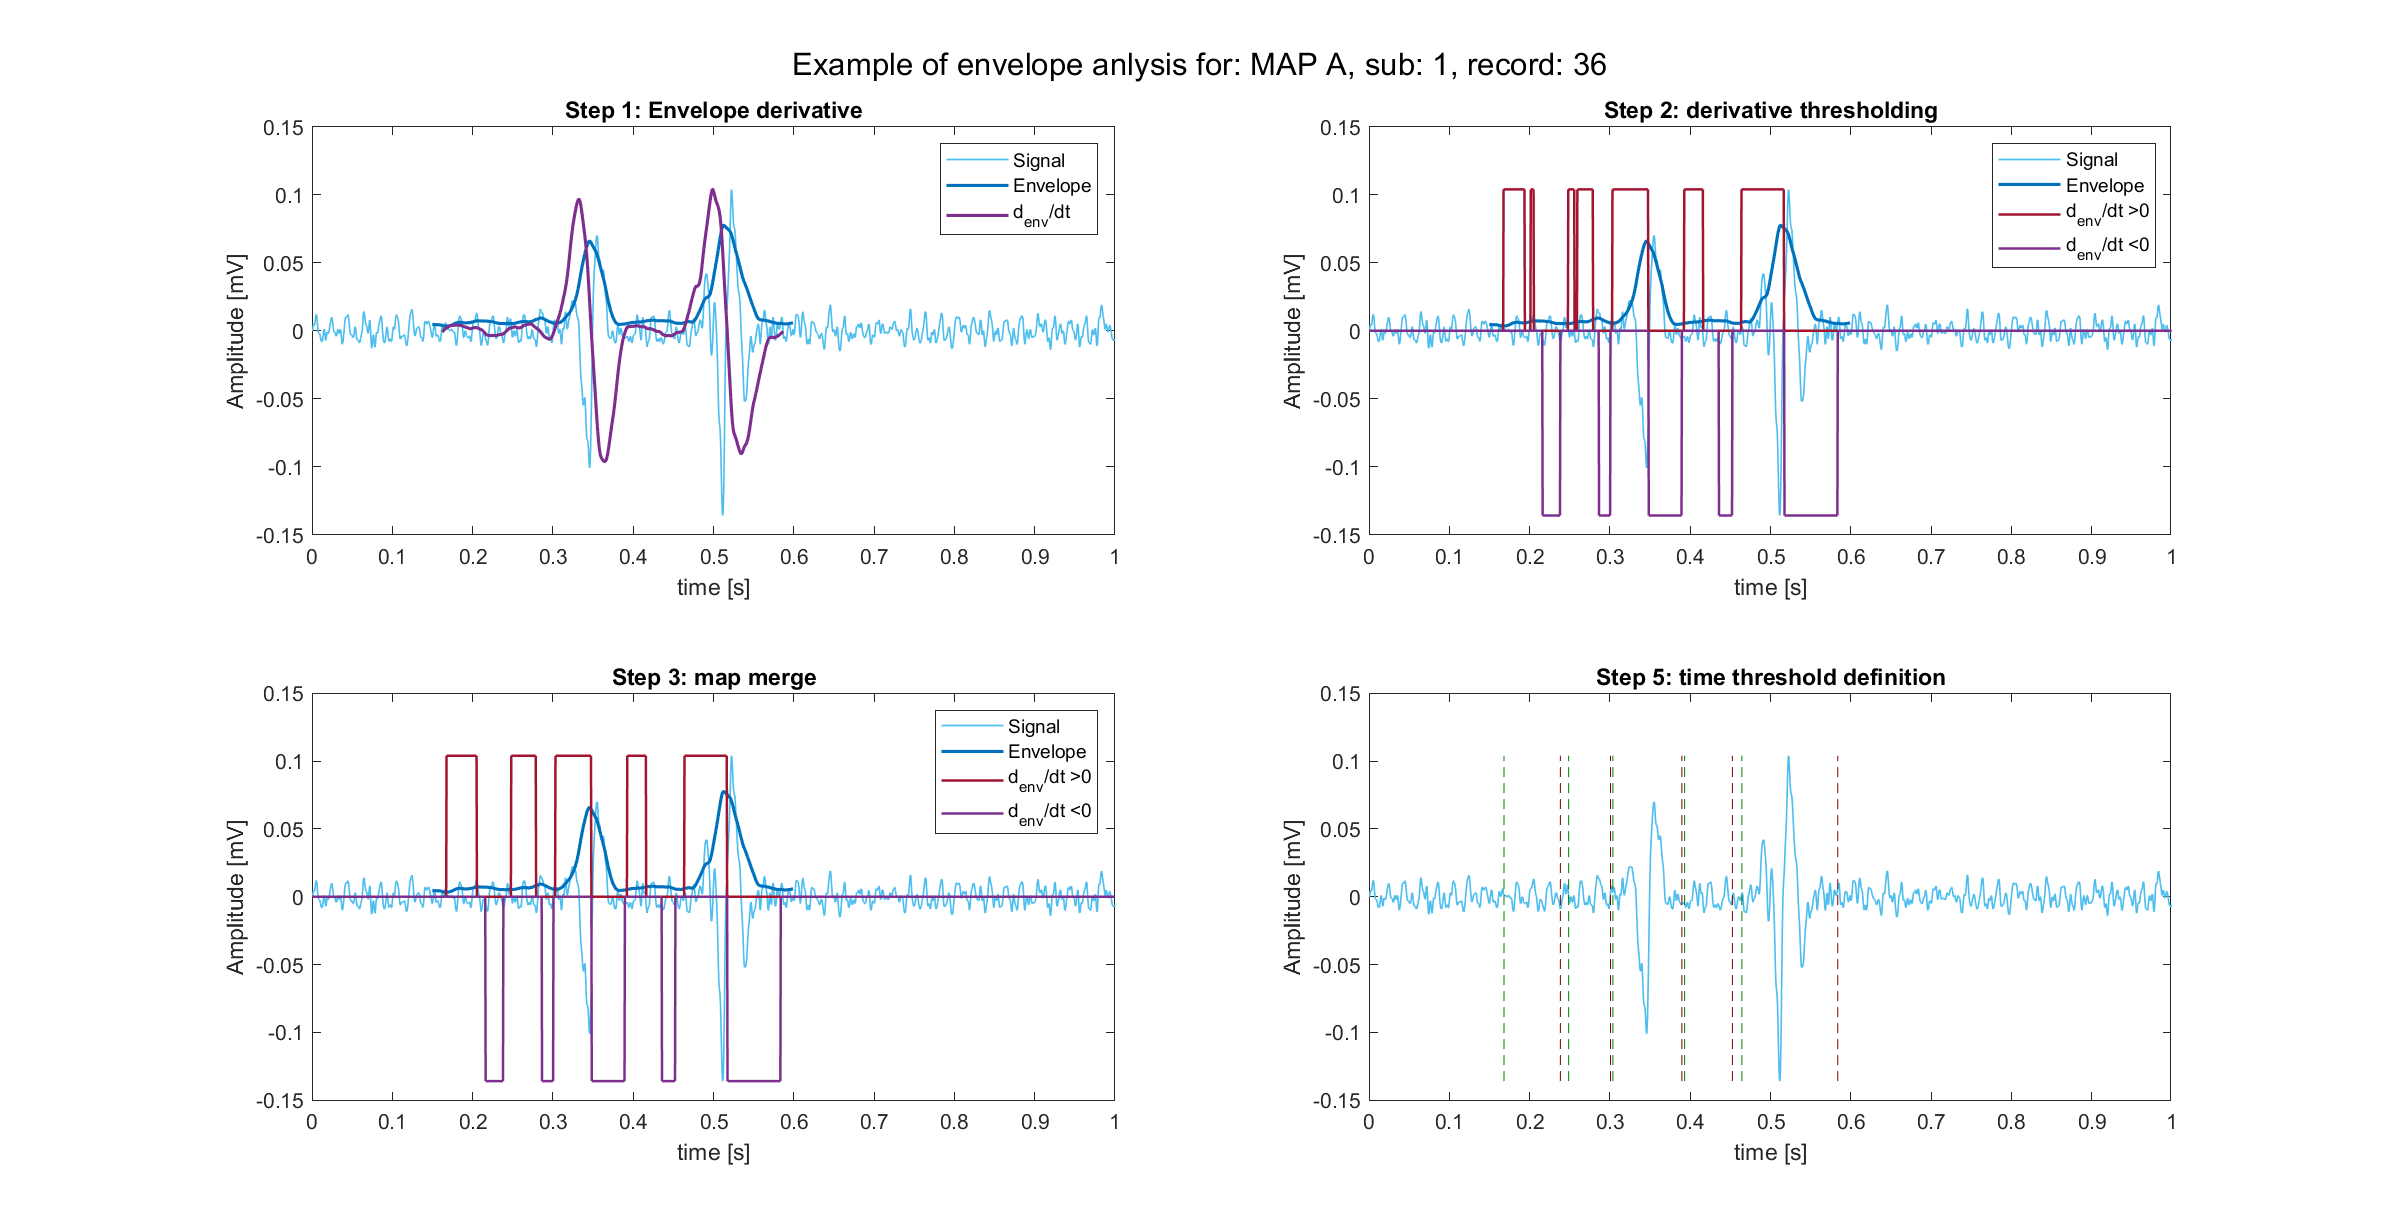 Example of envelope anlysis for: MAP A, sub: 1, record: 36
Step 1: Envelope derivative
0.15
0.1
0.05
0
-0.05
-0.1
-0.15
Amplitude [mV]
0 0.1 0.2 0.3 0.4 0.5 0.6 0.7 0.8 0.9 1
time [s]
Signal
Envelope
d_env/dt
Step 2: derivative thresholding
0.15
0.1
0.05
0
-0.05
-0.1
-0.15
Amplitude [mV]
0 0.1 0.2 0.3 0.4 0.5 0.6 0.7 0.8 0.9 1
time [s]
Signal
Envelope
d_env/dt >0
d_env/dt <0
Step 3: map merge
0.15
0.1
0.05
0
-0.05
-0.1
-0.15
Amplitude [mV]
0 0.1 0.2 0.3 0.4 0.5 0.6 0.7 0.8 0.9 1
time [s]
Signal
Envelope
d_env/dt >0
d_env/dt <0
Step 5: time threshold definition
0.15
0.1
0.05
0
-0.05
-0.1
-0.15
Amplitude [mV]
0 0.1 0.2 0.3 0.4 0.5 0.6 0.7 0.8 0.9 1
time [s]